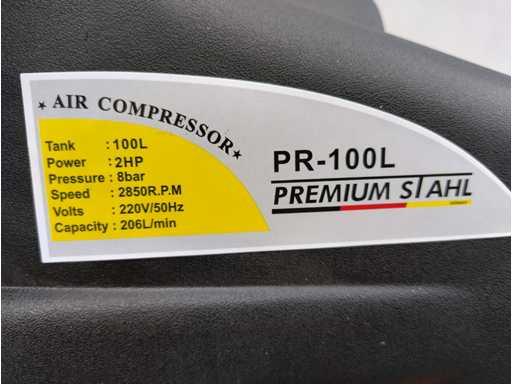 ★ AIR COMPRESSOR ★
Tank : 100L
Power : 2HP
Pressure : 8bar
Speed : 2850R.P.M
Volts : 220V/50Hz
Capacity : 206L/min
PR-100L
PREMIUM STAHL